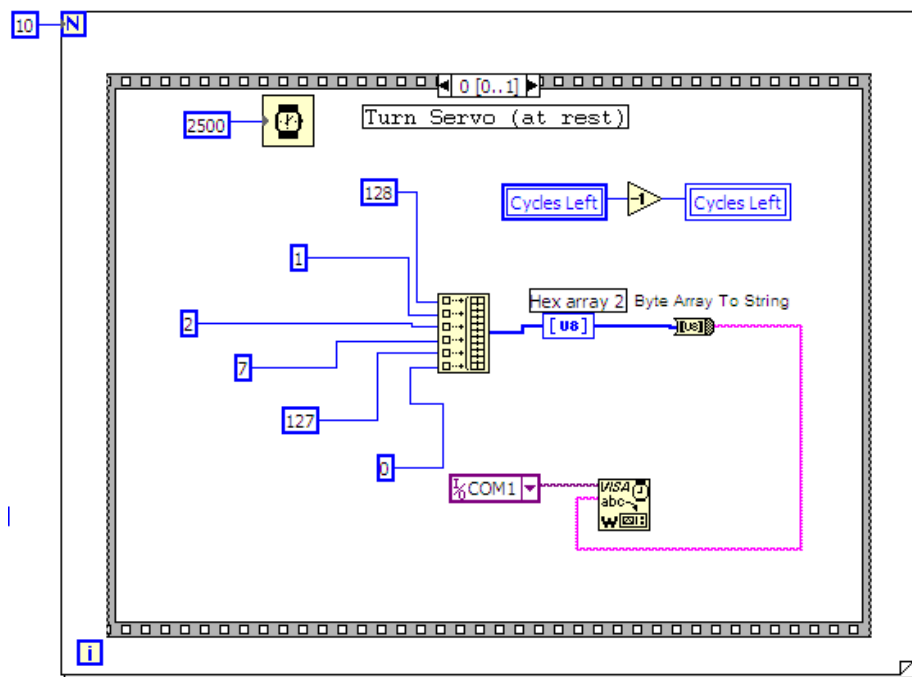 10 N
0 [0..1]
2500 Turn Servo (at rest)
128
Cycles Left -1 Cycles Left
1
Hex array 2 Byte Array To String
2 [U8] [U8]
7
127
0
I/O COM1 VISA
abc
W
i